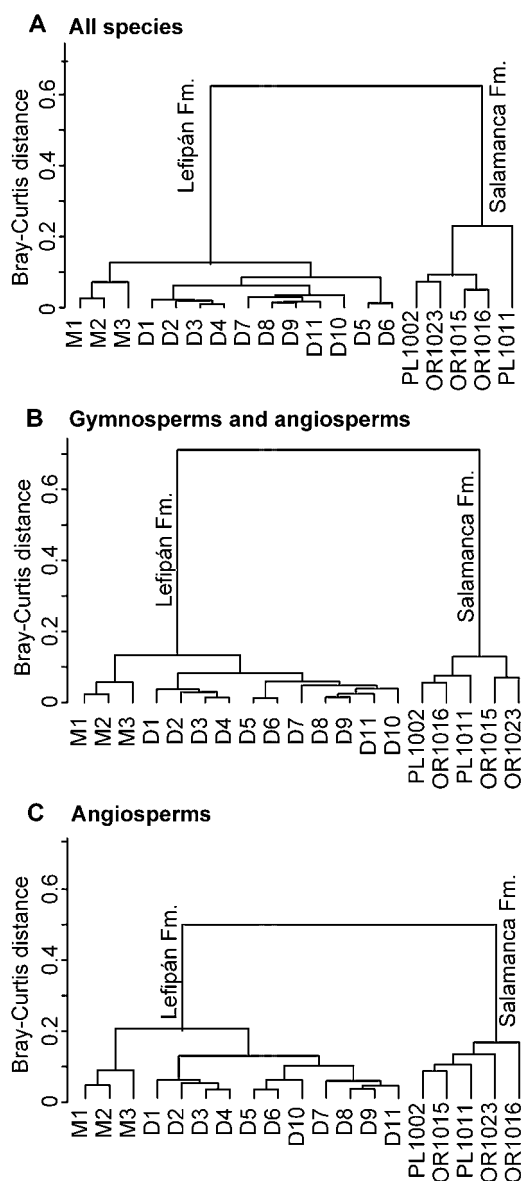 A All species
Bray-Curtis distance
0.6
0.4
0.2
0
Lefipán Fm.
Salamanca Fm.
M1 M2 M3 D1 D2 D3 D4 D7 D8 D9 D11 D10 D5 D6 PL1002 OR1023 OR1015 OR1016 PL1011
B Gymnosperms and angiosperms
Bray-Curtis distance
0.6
0.4
0.2
0
Lefipán Fm.
Salamanca Fm.
M1 M2 M3 D1 D2 D3 D4 D5 D6 D7 D8 D9 D11 D10 PL1002 OR1016 PL1011 OR1015 OR1023
C Angiosperms
Bray-Curtis distance
0.6
0.4
0.2
0
Lefipán Fm.
Salamanca Fm.
M1 M2 M3 D1 D2 D3 D4 D5 D6 D10 D7 D8 D9 D11 PL1002 OR1015 PL1011 OR1023 OR1016